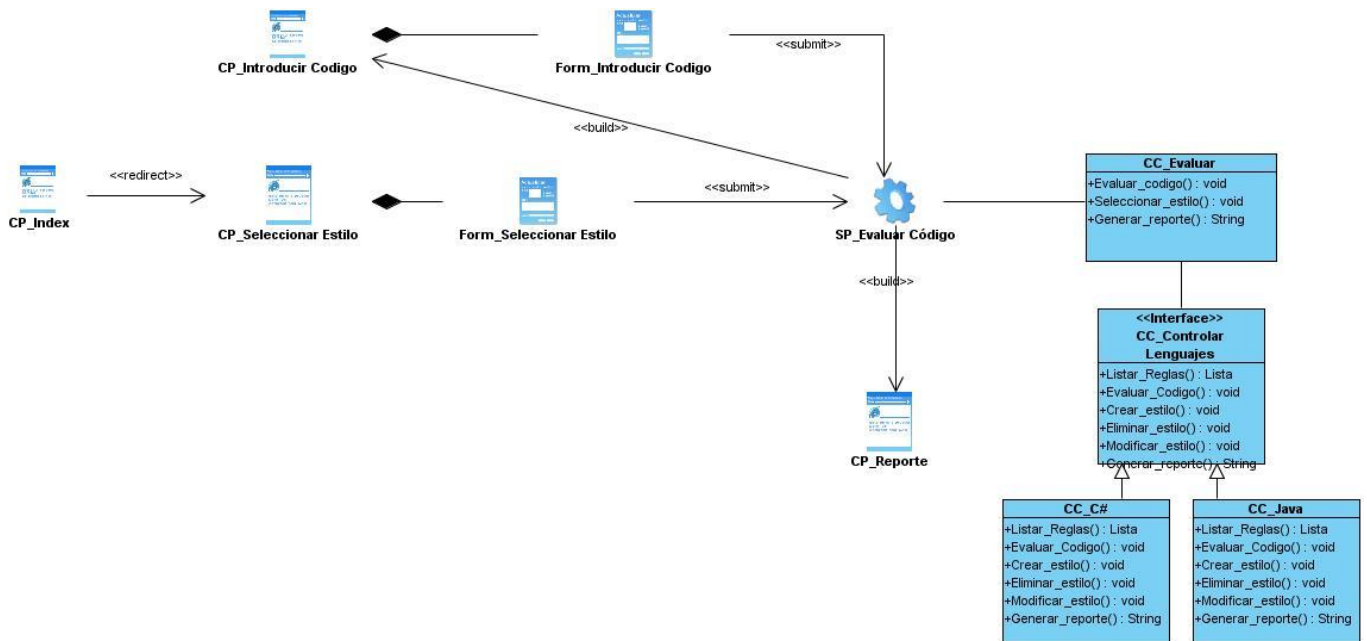 CP_Introducir Codigo
Form_Introducir Codigo
<<submit>>
<<build>>
<<redirect>>
CP_Index
CP_Seleccionar Estilo
Form_Seleccionar Estilo
<<submit>>
SP_Evaluar Código
<<build>>
CP_Reporte
CC_Evaluar
+Evaluar_codigo() : void
+Seleccionar_estilo() : void
+Generar_reporte() : String
<<Interface>>
CC_Controlar
Lenguajes
+Listar_Reglas() : Lista
+Evaluar_Codigo() : void
+Crear_estilo() : void
+Eliminar_estilo() : void
+Modificar_estilo() : void
+Generar_reporte() : String
CC_C#
+Listar_Reglas() : Lista
+Evaluar_Codigo() : void
+Crear_estilo() : void
+Eliminar_estilo() : void
+Modificar_estilo() : void
+Generar_reporte() : String
CC_Java
+Listar_Reglas() : Lista
+Evaluar_Codigo() : void
+Crear_estilo() : void
+Eliminar_estilo() : void
+Modificar_estilo() : void
+Generar_reporte() : String